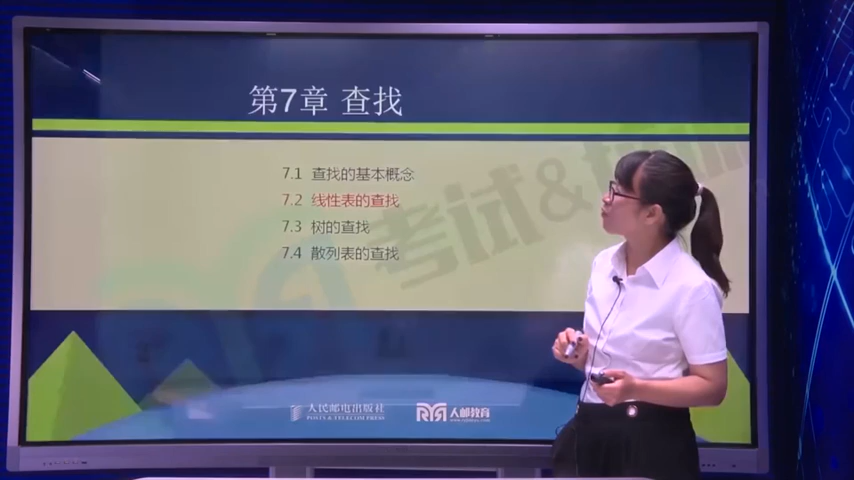 第7章 查找
7.1 查找的基本概念
7.2 线性表的查找
7.3 树的查找
7.4 散列表的查找
考试&培训
人民邮电出版社
POSTS & TELECOM PRESS
人邮教育